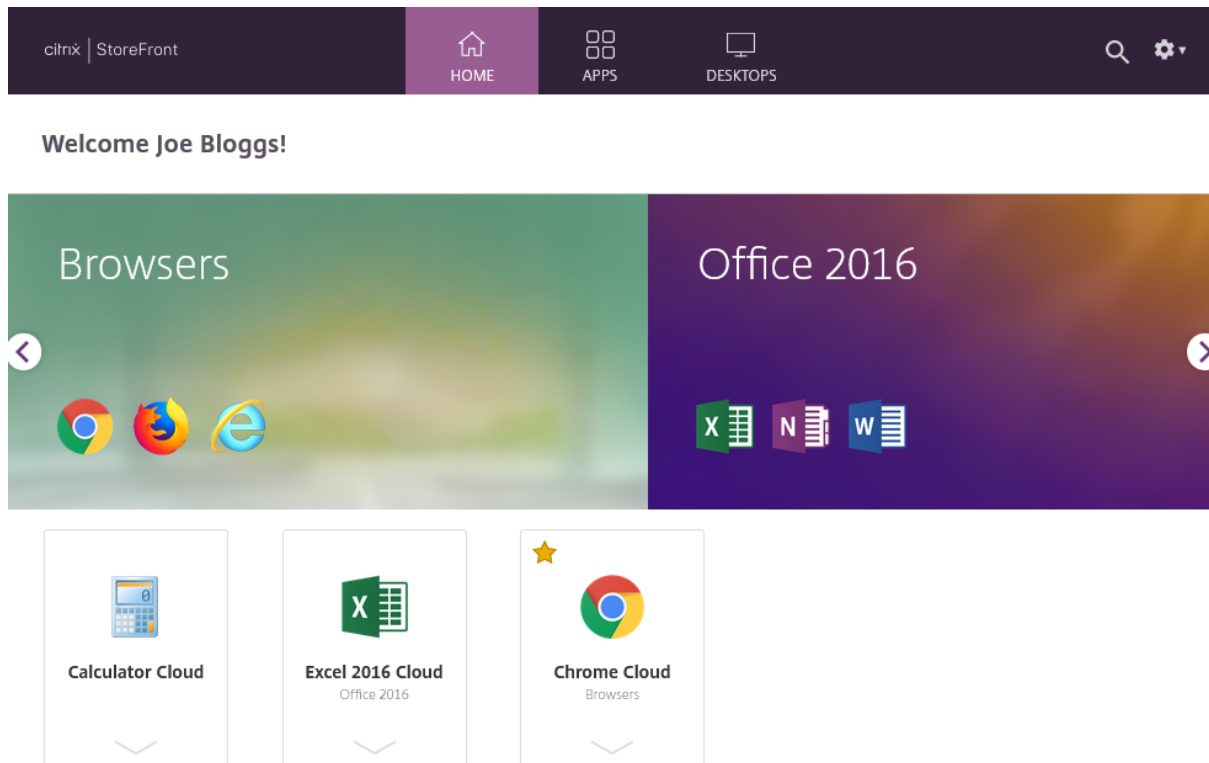 citrix | StoreFront
HOME
APPS
DESKTOPS
Welcome Joe Bloggs!
Browsers
Office 2016
X
N
W
0
X
Calculator Cloud
Excel 2016 Cloud
Office 2016
Chrome Cloud
Browsers